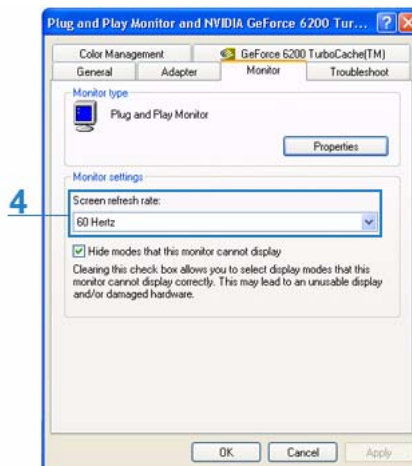 Plug and Play Monitor and NVIDIA GeForce 6200 Tur...
Color Management
GeForce 6200 TurboCache(TM)
General
Adapter
Monitor
Troubleshoot
Monitor type
Plug and Play Monitor
Properties
Monitor settings
4
Screen refresh rate:
60 Hertz
Hide modes that this monitor cannot display
Clearing this check box allows you to select display modes that this
monitor cannot display correctly. This may lead to an unusable display
and/or damaged hardware.
OK
Cancel
Apply